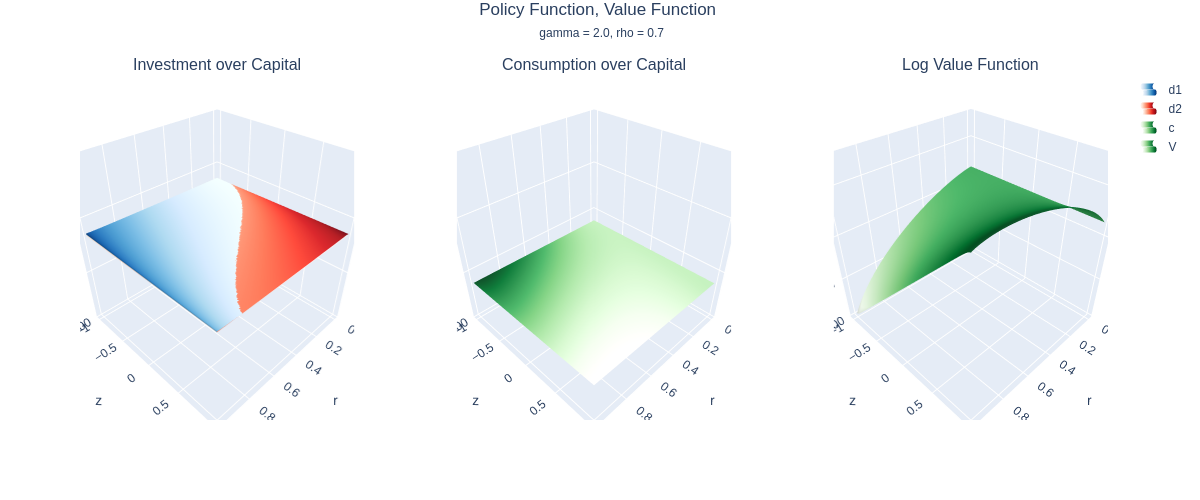 Policy Function, Value Function
gamma = 2.0, rho = 0.7
Investment over Capital
Consumption over Capital
Log Value Function
d1
d2
c
V
−0.5
0
0.5
z
0.2
0.4
0.6
0.8
r
0
−0.5
0
0.5
z
0.2
0.4
0.6
0.8
r
0
−0.5
0
0.5
z
0.2
0.4
0.6
0.8
r
0